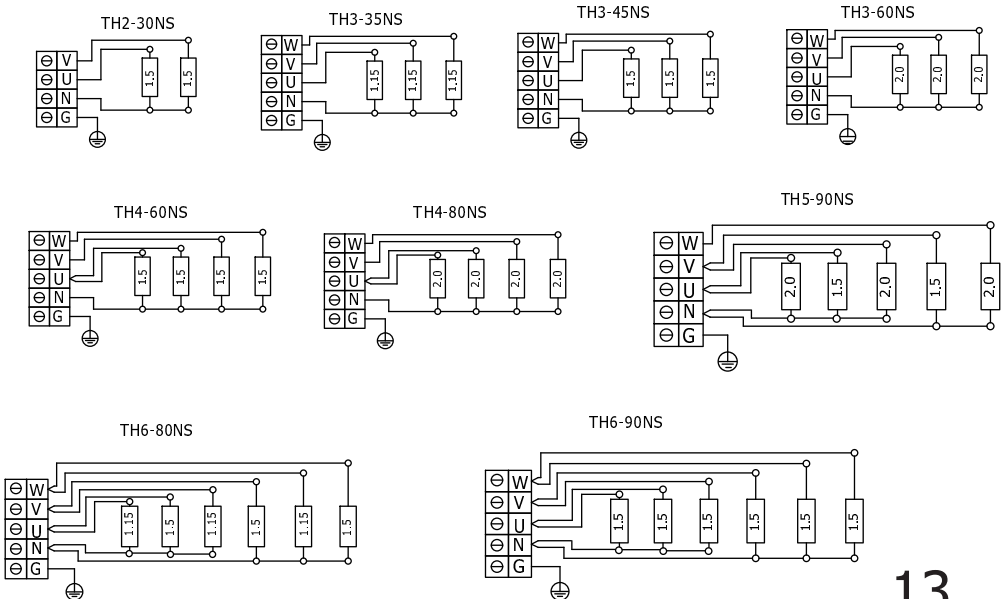 TH2-30NS
V
U
N
G
1.5
1.5
TH3-35NS
W
V
U
N
G
1.15
1.15
1.15
TH3-45NS
W
V
U
N
G
1.5
1.5
1.5
TH3-60NS
W
V
U
N
G
2.0
2.0
2.0
TH4-60NS
W
V
U
N
G
1.5
1.5
1.5
1.5
TH4-80NS
W
V
U
N
G
2.0
2.0
2.0
2.0
TH5-90NS
W
V
U
N
G
2.0
1.5
2.0
1.5
2.0
TH6-80NS
W
V
U
N
G
1.15
1.5
1.15
1.5
1.15
1.5
TH6-90NS
W
V
U
N
G
1.5
1.5
1.5
1.5
1.5
1.5
13